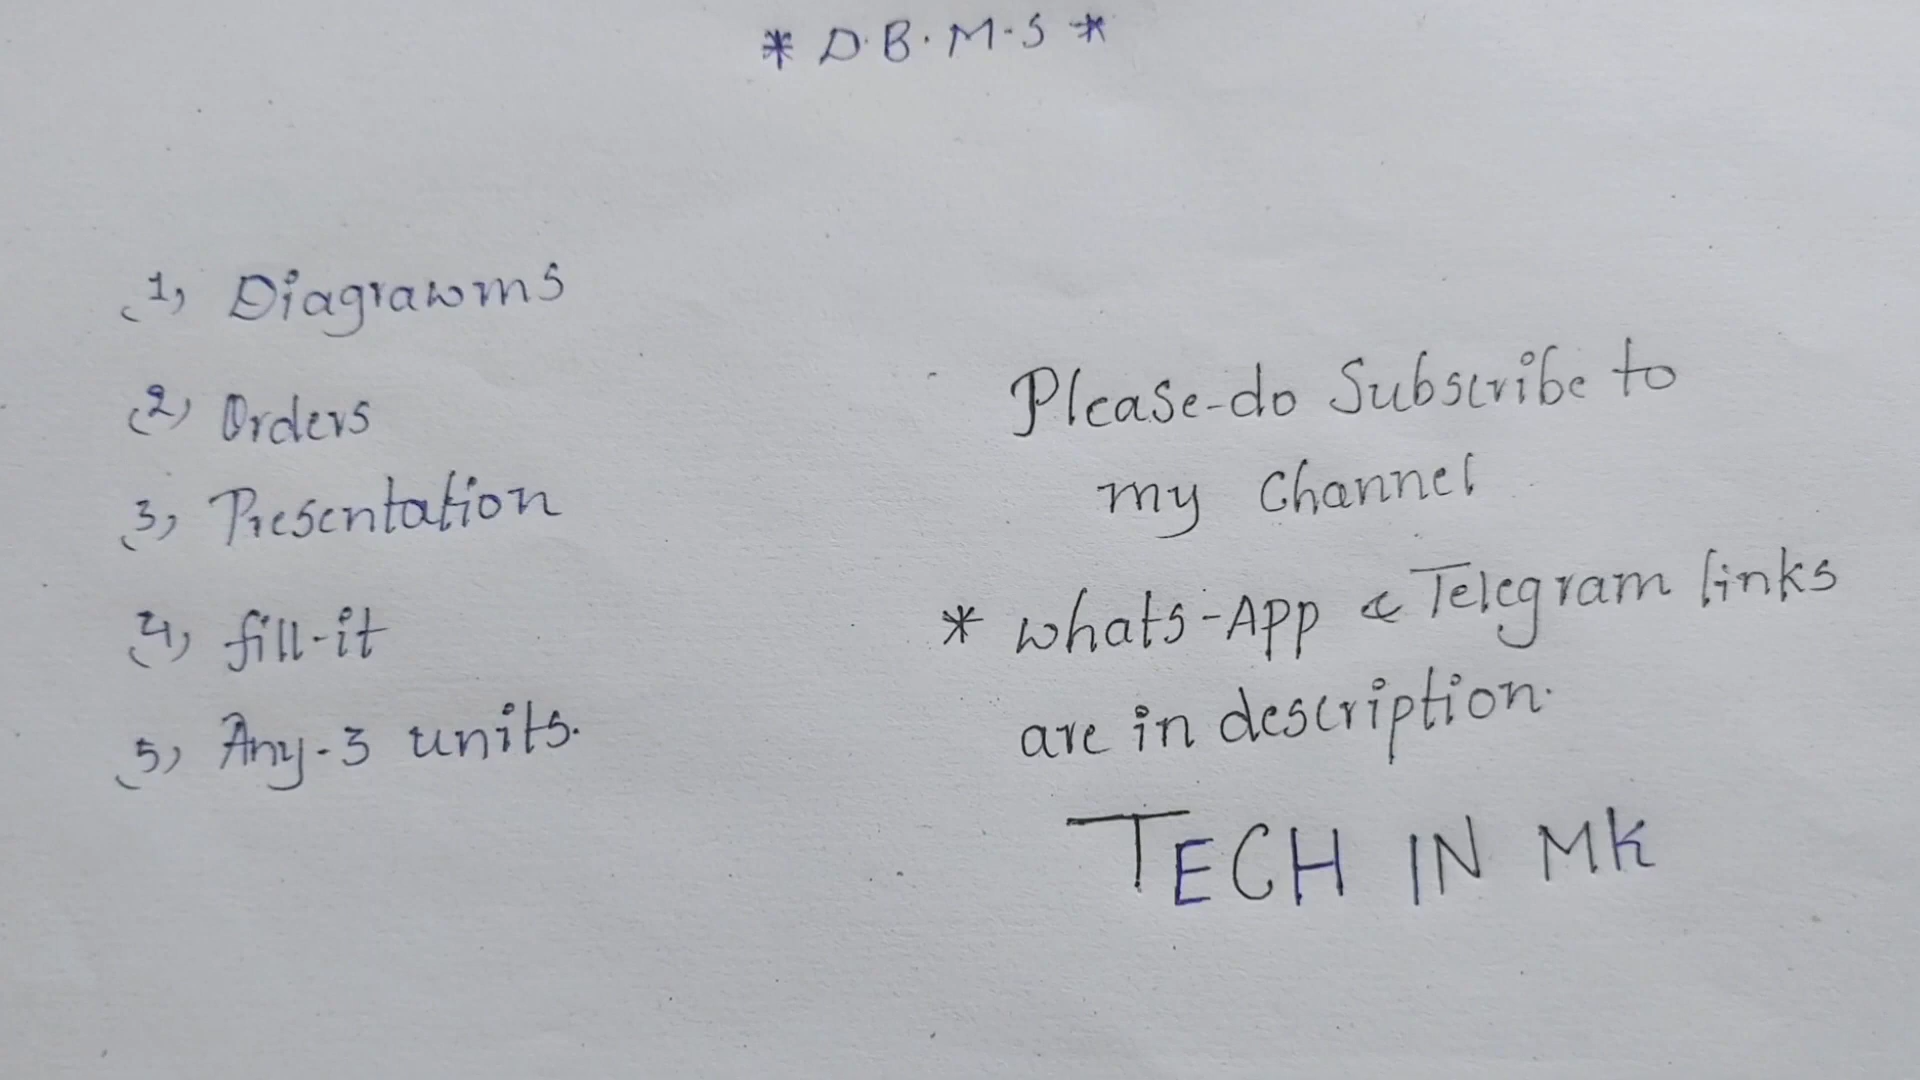 * D.B.M.S *
(1) Diagrawms
(2) Orders
(3) Presentation
(4) fill-it
(5) Any-3 units.
Please-do Subscribe to
my Channel
* whats-App & Telegram links
are in description.
TECH IN MK